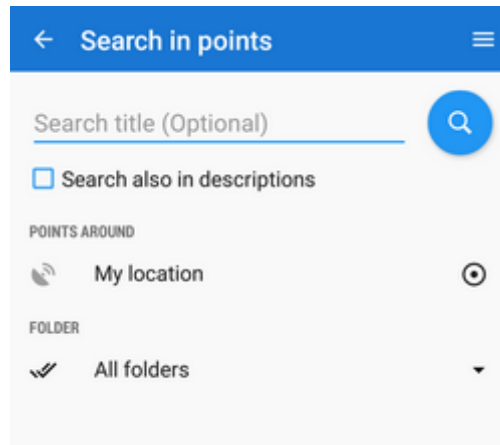 Search in points
Search title (Optional)
Search also in descriptions
POINTS AROUND
My location
FOLDER
All folders